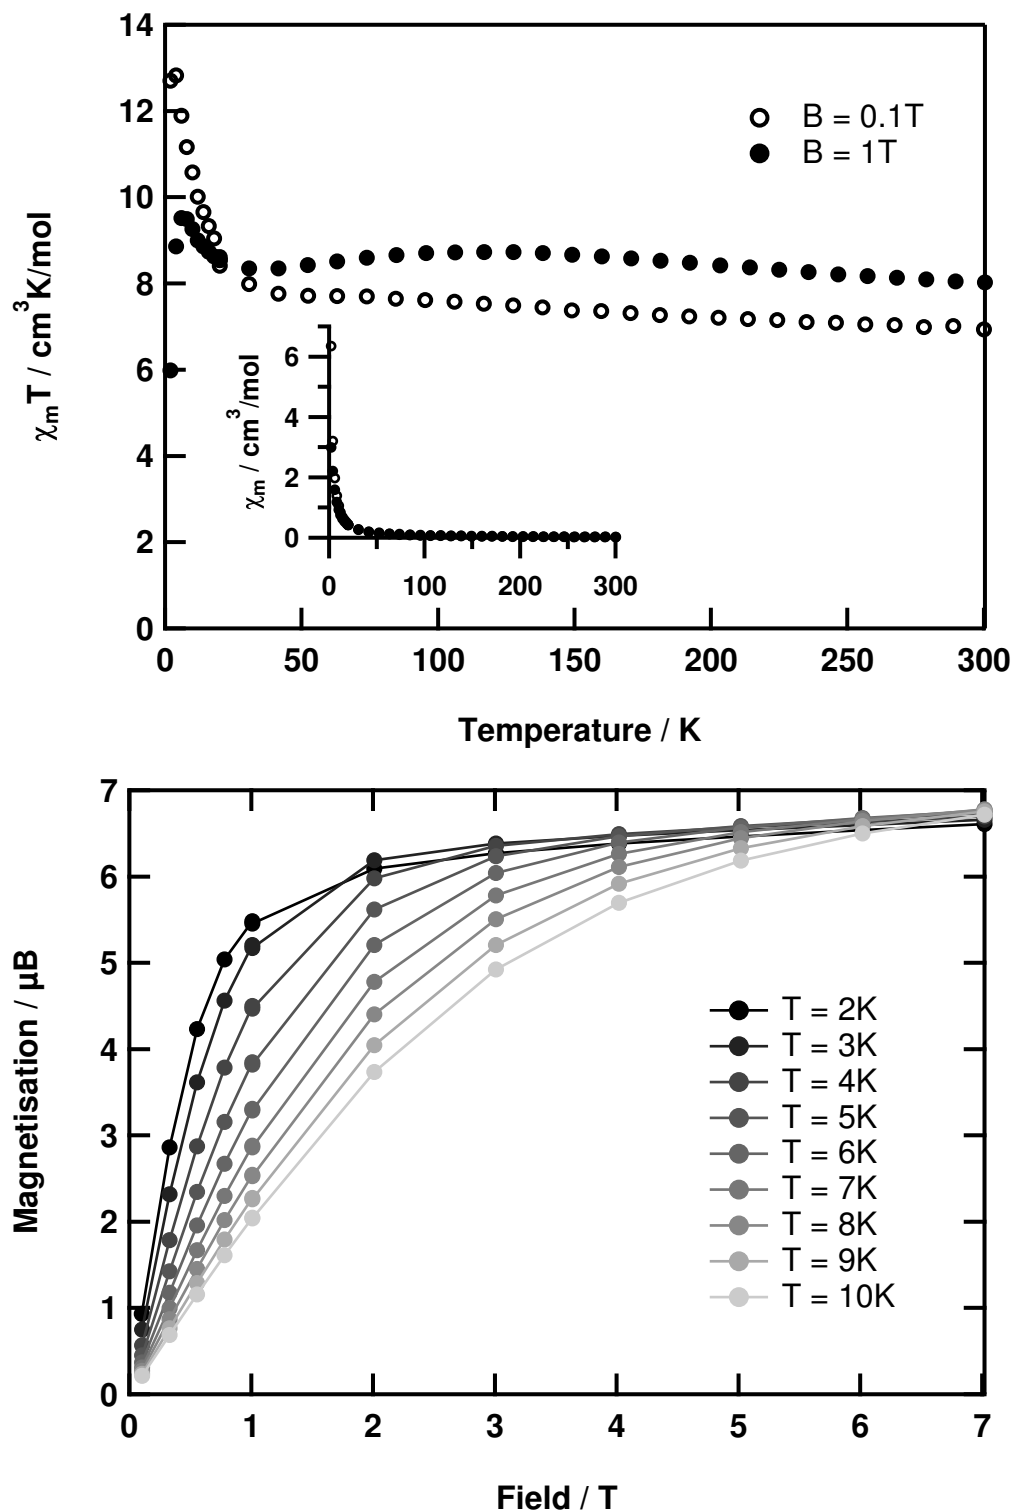 14
12
10
8
6
4
2
0
χmT / cm³K/mol
B = 0.1T
B = 1T
6
4
2
0
χm / cm³/mol
0 100 200 300
0 50 100 150 200 250 300
Temperature / K
7
6
5
4
3
2
1
0
Magnetisation / µB
T = 2K
T = 3K
T = 4K
T = 5K
T = 6K
T = 7K
T = 8K
T = 9K
T = 10K
0 1 2 3 4 5 6 7
Field / T